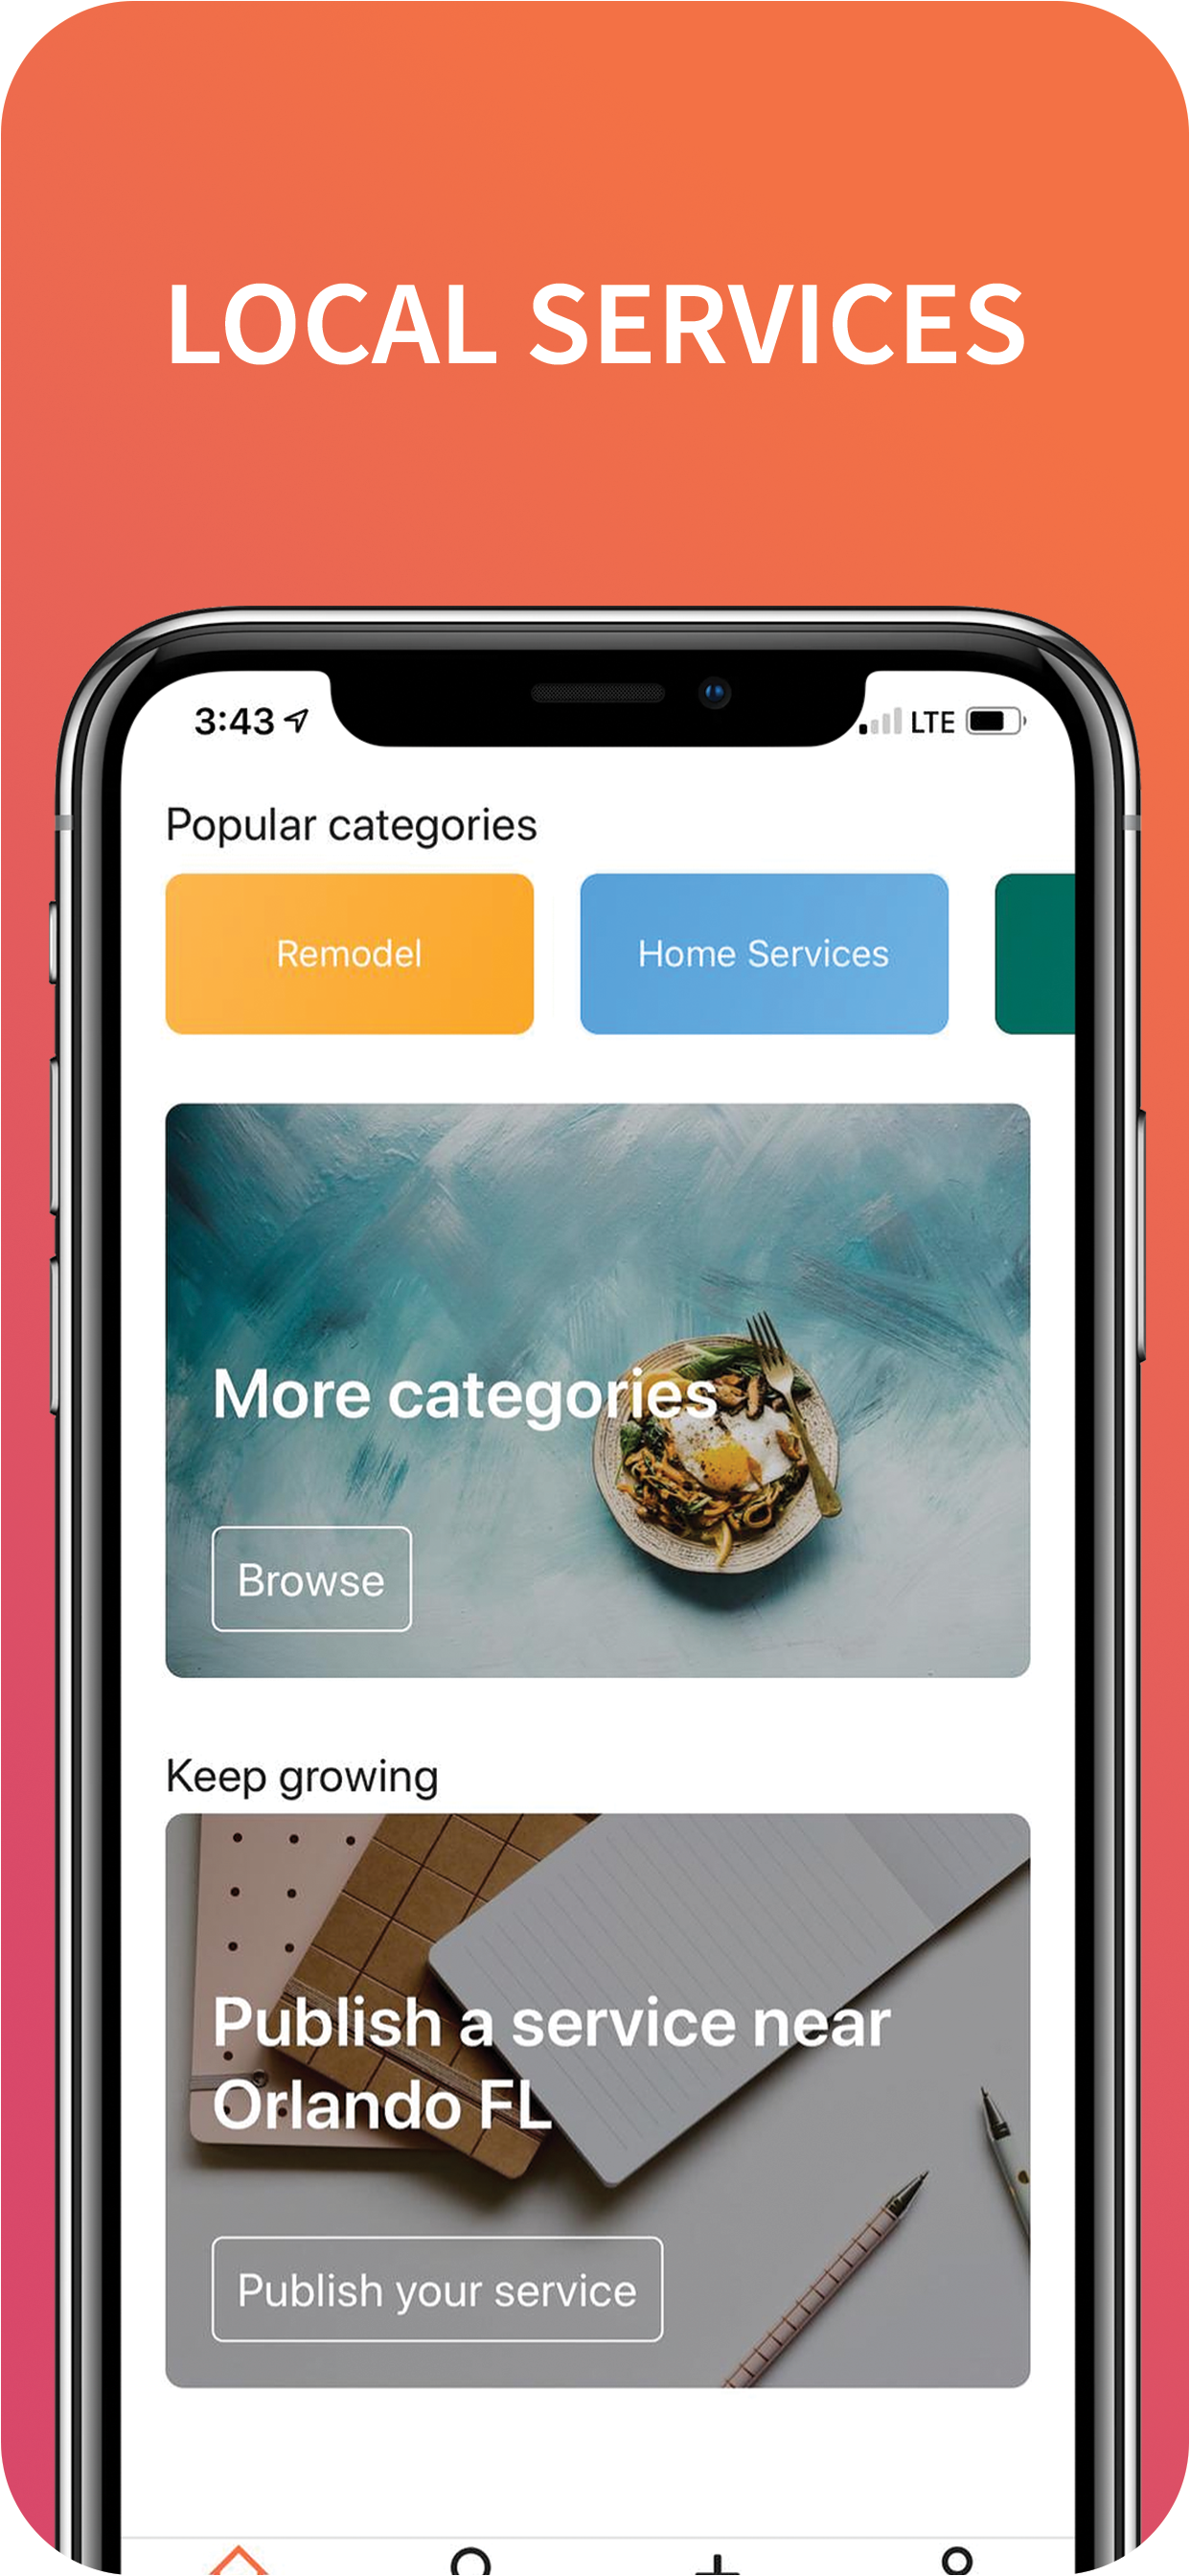 LOCAL SERVICES
3:43 LTE
Popular categories
Remodel Home Services
More categories
Browse
Keep growing
Publish a service near
Orlando FL
Publish your service